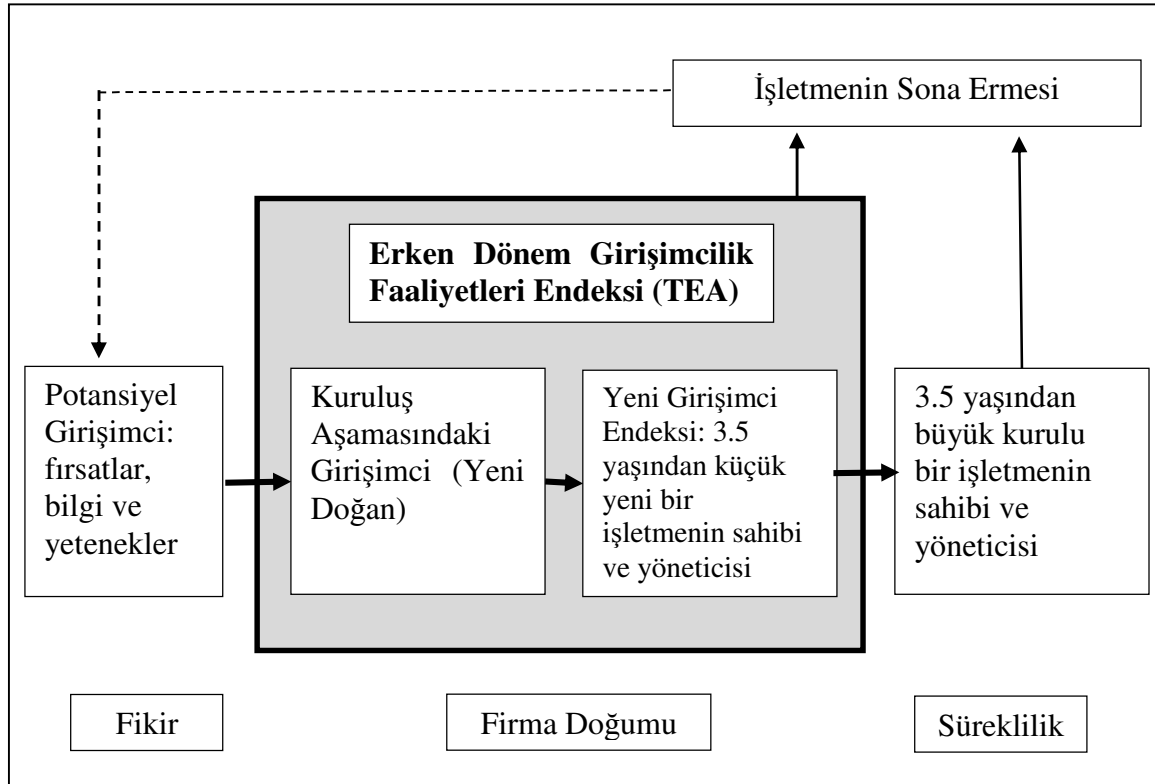 İşletmenin Sona Ermesi
Erken Dönem Girişimcilik
Faaliyetleri Endeksi (TEA)
Potansiyel
Girişimci:
fırsatlar,
bilgi ve
yetenekler
Kuruluş
Aşamasındaki
Girişimci (Yeni
Doğan)
Yeni Girişimci
Endeksi: 3.5
yaşından küçük
yeni bir
işletmenin sahibi
ve yöneticisi
3.5 yaşından
büyük kurulu
bir işletmenin
sahibi ve
yöneticisi
Fikir
Firma Doğumu
Süreklilik